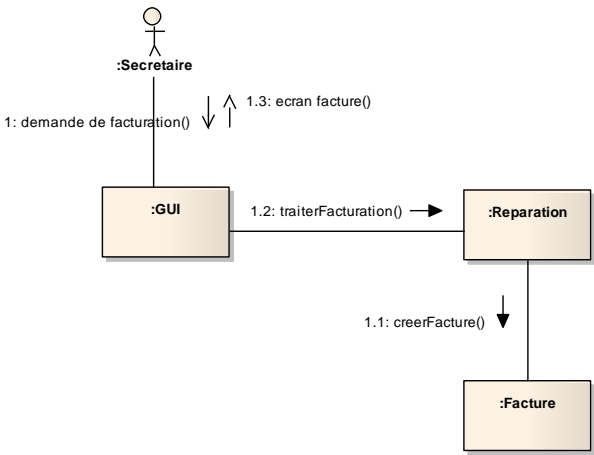 :Secretaire
1.3: ecran facture()
1: demande de facturation()
:GUI
1.2: traiterFacturation()
:Reparation
1.1: creerFacture()
:Facture